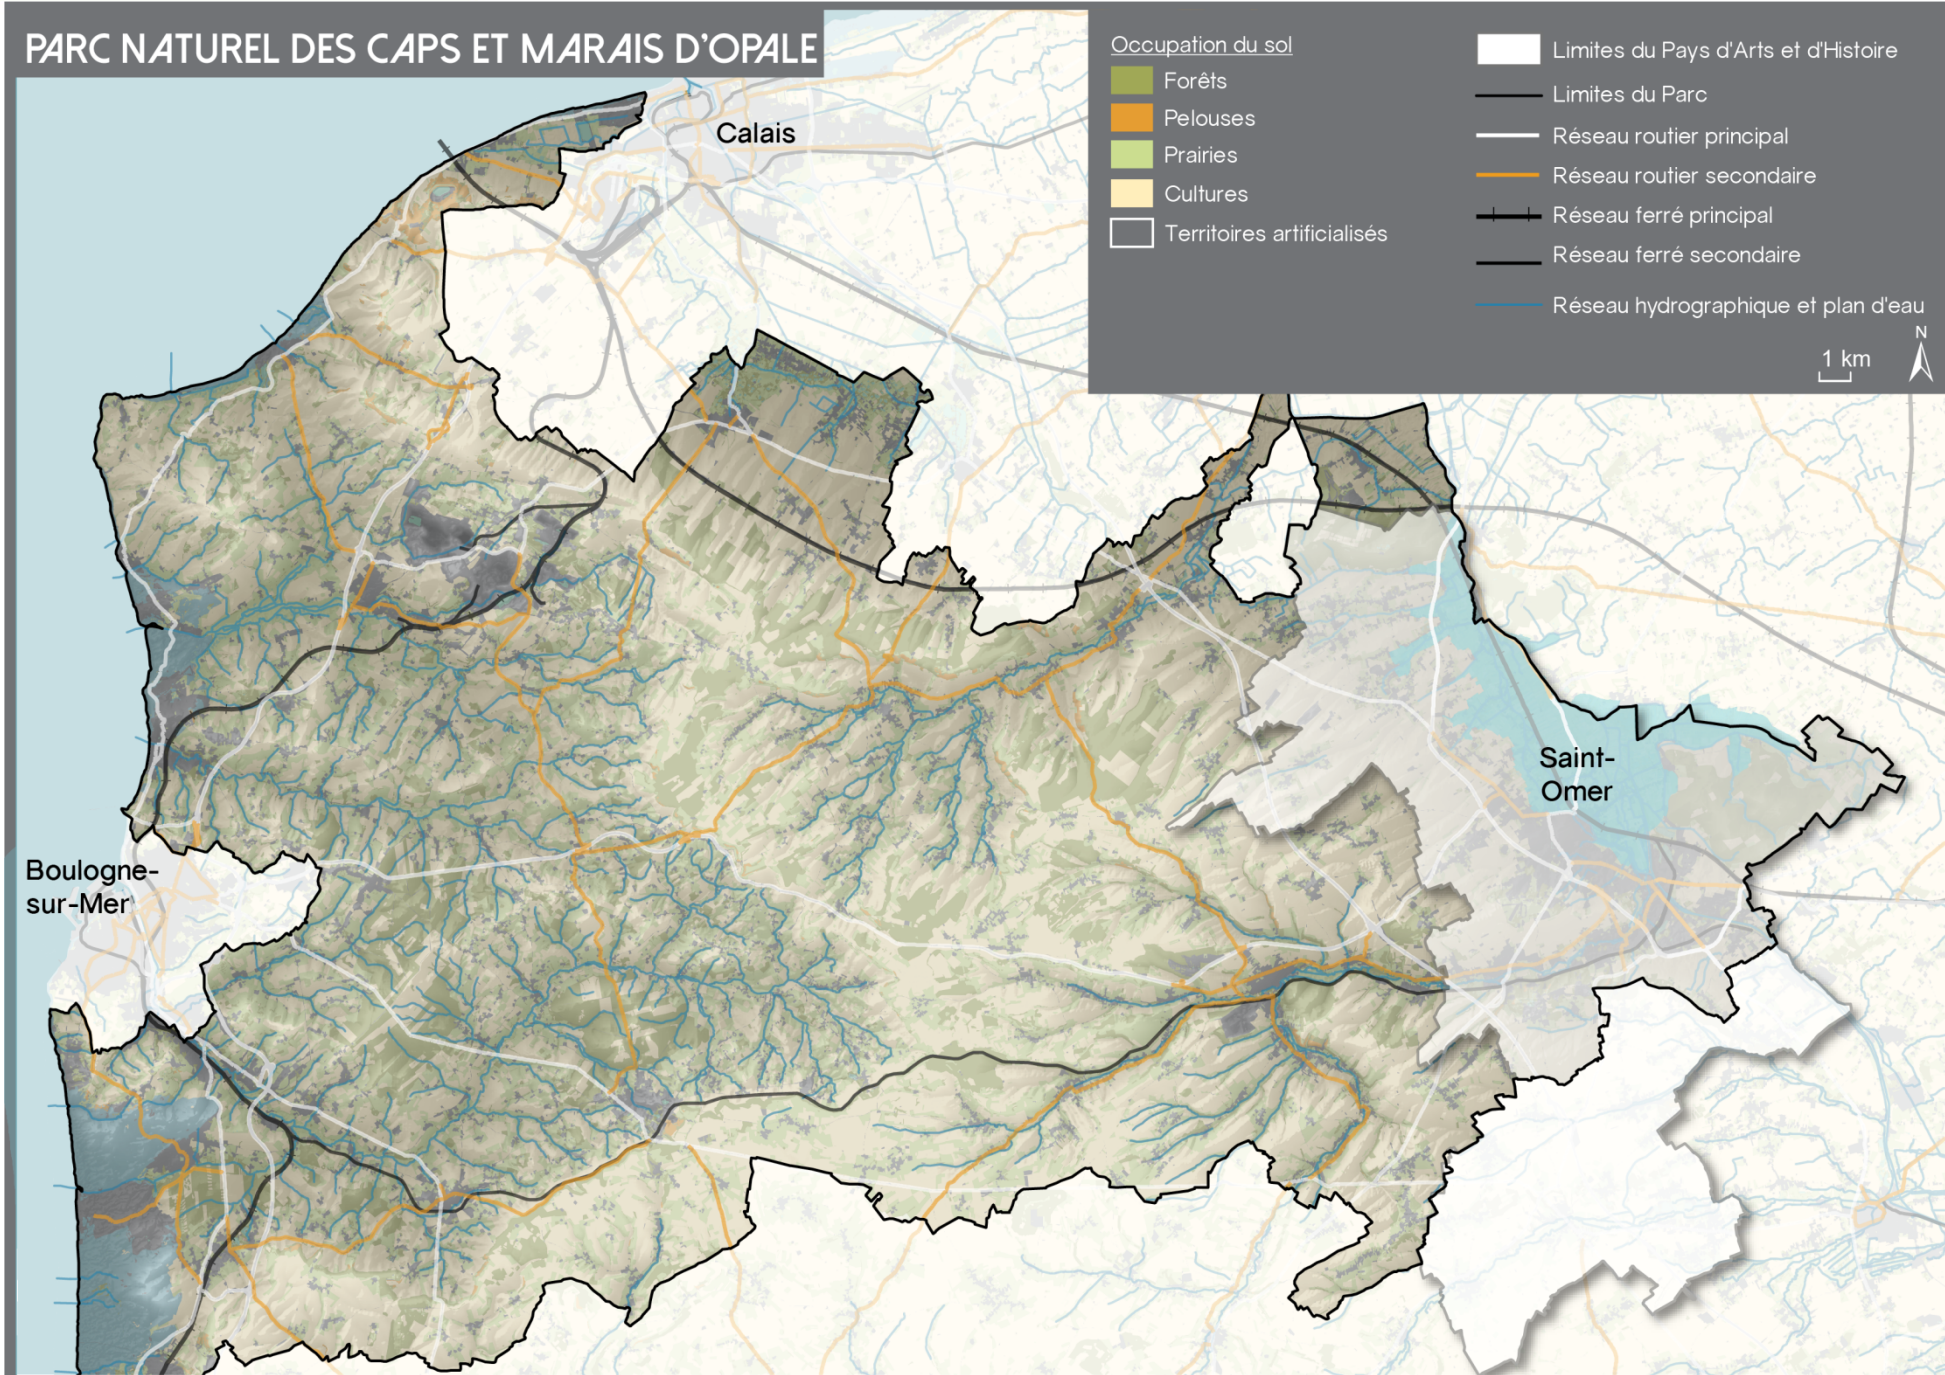 PARC NATUREL DES CAPS ET MARAIS D'OPALE
Occupation du sol
Forêts
Pelouses
Prairies
Cultures
Territoires artificialisés
Limites du Pays d'Arts et d'Histoire
Limites du Parc
Réseau routier principal
Réseau routier secondaire
Réseau ferré principal
Réseau ferré secondaire
Réseau hydrographique et plan d'eau
N
1 km
Calais
Saint-
Omer
Boulogne-
sur-Mer